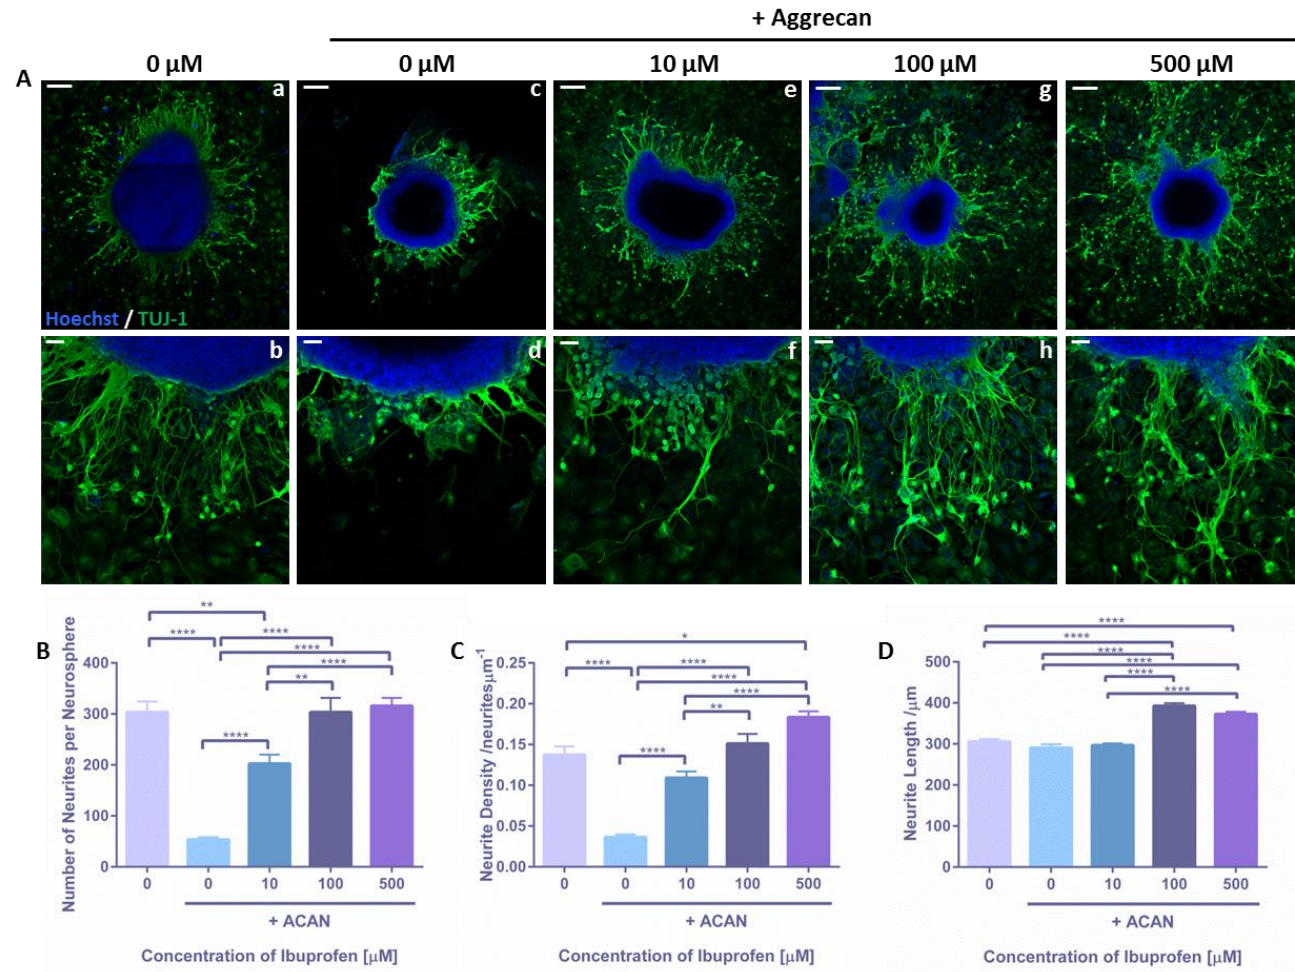 + Aggrecan
0 µM 0 µM 10 µM 100 µM 500 µM
A
a c e g
Hoechst / TUJ-1
b d f h
B
Number of Neurites per Neurosphere
400
300
200
100
0
** **** **** **** **** ** ****
0 0 10 100 500
+ ACAN
Concentration of Ibuprofen [µM]
C
Neurite Density /neuritesµm-1
0.25
0.20
0.15
0.10
0.05
0.00
* **** **** **** **** ** ****
0 0 10 100 500
+ ACAN
Concentration of Ibuprofen [µM]
D
Neurite Length /µm
500
400
300
200
100
0
**** **** **** **** **** ****
0 0 10 100 500
+ ACAN
Concentration of Ibuprofen [µM]